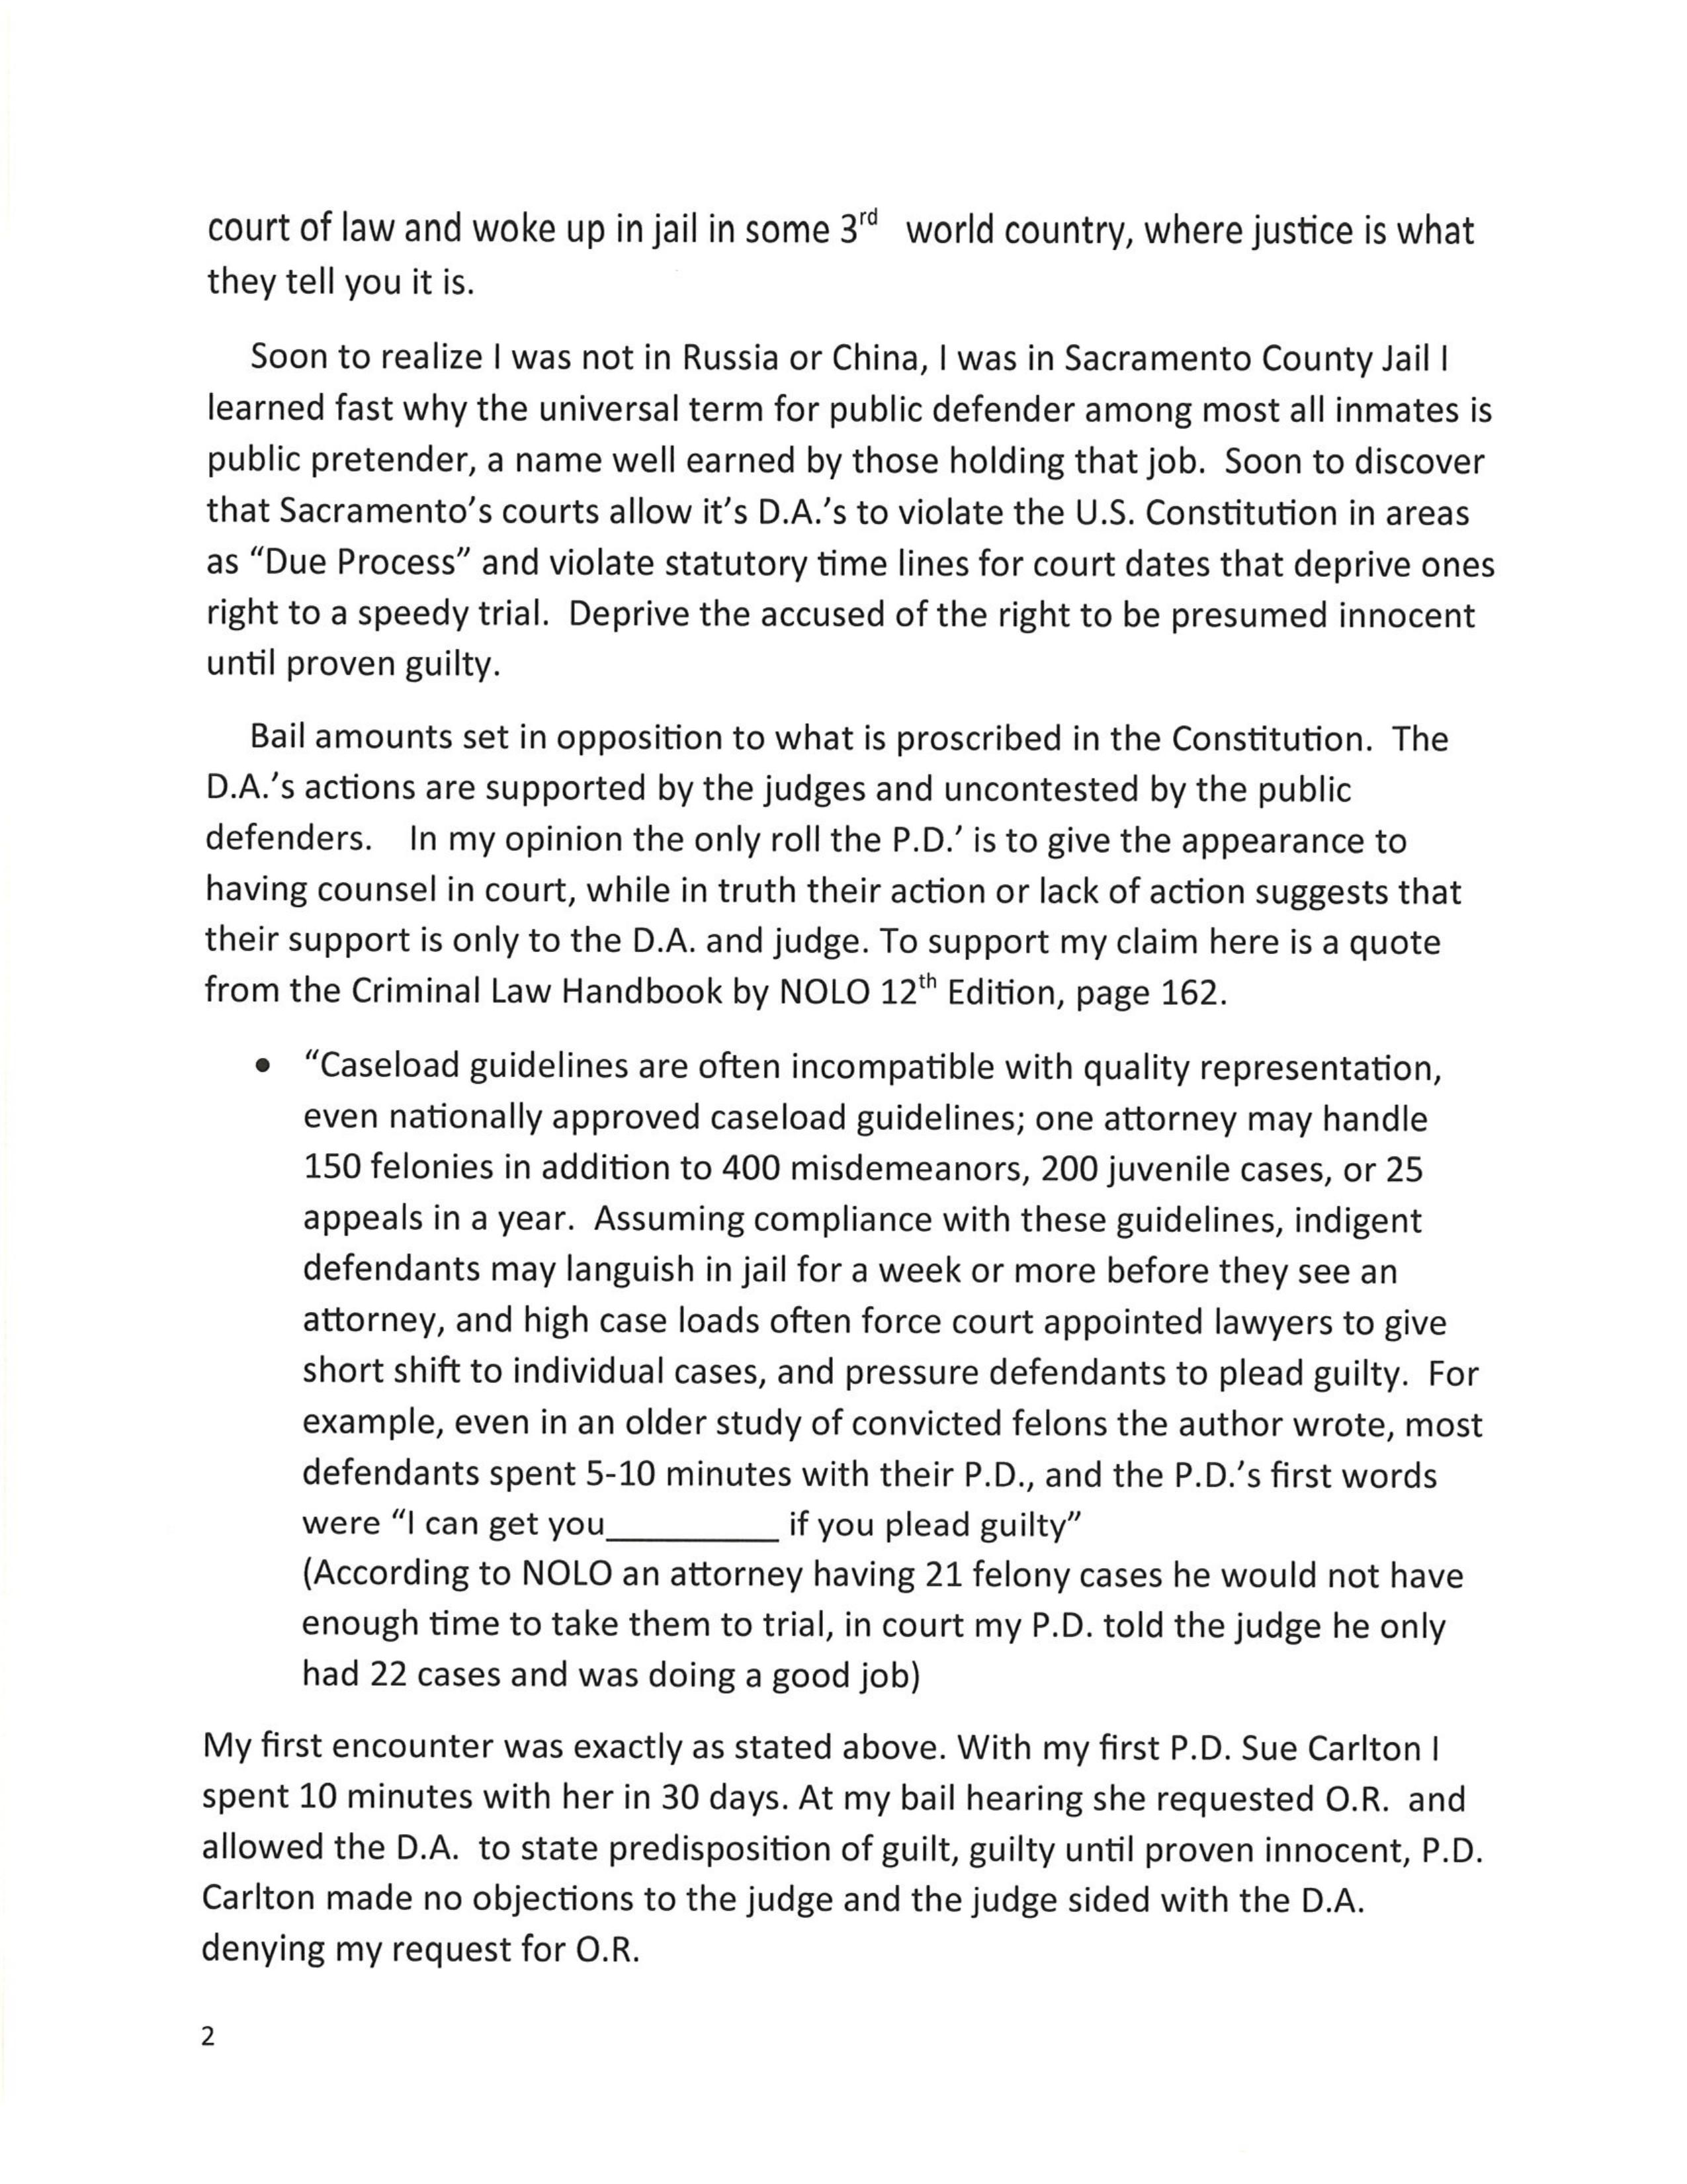 court of law and woke up in jail in some 3rd world country, where justice is what
they tell you it is.
Soon to realize I was not in Russia or China, I was in Sacramento County Jail I
learned fast why the universal term for public defender among most all inmates is
public pretender, a name well earned by those holding that job. Soon to discover
that Sacramento's courts allow it's D.A.'s to violate the U.S. Constitution in areas
as "Due Process" and violate statutory time lines for court dates that deprive ones
right to a speedy trial. Deprive the accused of the right to be presumed innocent
until proven guilty.
Bail amounts set in opposition to what is proscribed in the Constitution. The
D.A.'s actions are supported by the judges and uncontested by the public
defenders. In my opinion the only roll the P.D.' is to give the appearance to
having counsel in court, while in truth their action or lack of action suggests that
their support is only to the D.A. and judge. To support my claim here is a quote
from the Criminal Law Handbook by NOLO 12th Edition, page 162.
• "Caseload guidelines are often incompatible with quality representation,
even nationally approved caseload guidelines; one attorney may handle
150 felonies in addition to 400 misdemeanors, 200 juvenile cases, or 25
appeals in a year. Assuming compliance with these guidelines, indigent
defendants may languish in jail for a week or more before they see an
attorney, and high case loads often force court appointed lawyers to give
short shift to individual cases, and pressure defendants to plead guilty. For
example, even in an older study of convicted felons the author wrote, most
defendants spent 5-10 minutes with their P.D., and the P.D.'s first words
were "I can get you_________ if you plead guilty"
(According to NOLO an attorney having 21 felony cases he would not have
enough time to take them to trial, in court my P.D. told the judge he only
had 22 cases and was doing a good job)
My first encounter was exactly as stated above. With my first P.D. Sue Carlton I
spent 10 minutes with her in 30 days. At my bail hearing she requested O.R. and
allowed the D.A. to state predisposition of guilt, guilty until proven innocent, P.D.
Carlton made no objections to the judge and the judge sided with the D.A.
denying my request for O.R.
2